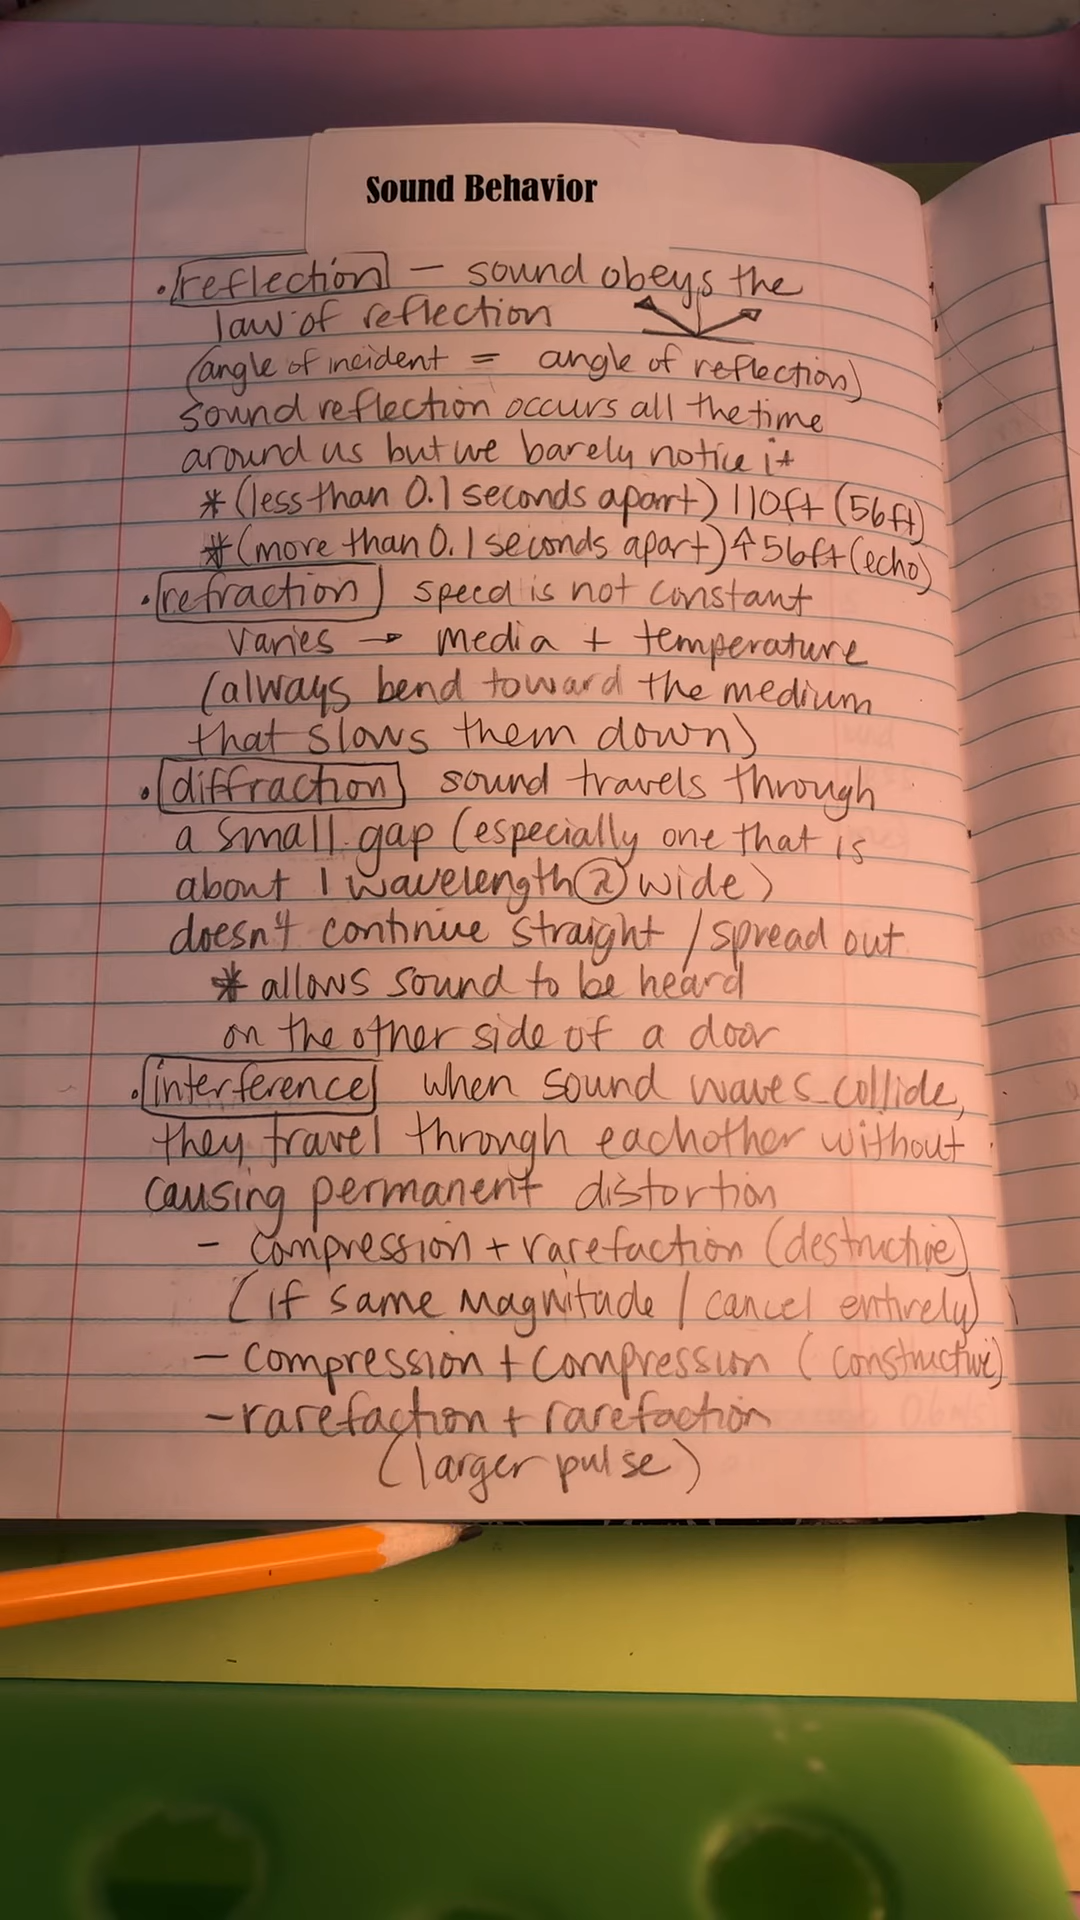 Sound Behavior
• reflection — sound obeys the
law of reflection
(angle of incident = angle of reflection)
sound reflection occurs all the time
around us but we barely notice it
* (less than 0.1 seconds apart) 110ft (56ft)
* (more than 0.1 seconds apart) ↑56ft (echo)
• refraction speed is not constant
varies → media + temperature
(always bend toward the medium
that slows them down)
• diffraction sound travels through
a small gap (especially one that is
about 1 wavelength λ wide)
doesn't continue straight / spread out
* allows sound to be heard
on the other side of a door
• interference when sound waves collide,
they travel through eachother without
causing permanent distortion
- compression + rarefaction (destructive)
(if same magnitude / cancel entirely)
- compression + compression (constructive)
- rarefaction + rarefaction
(larger pulse)